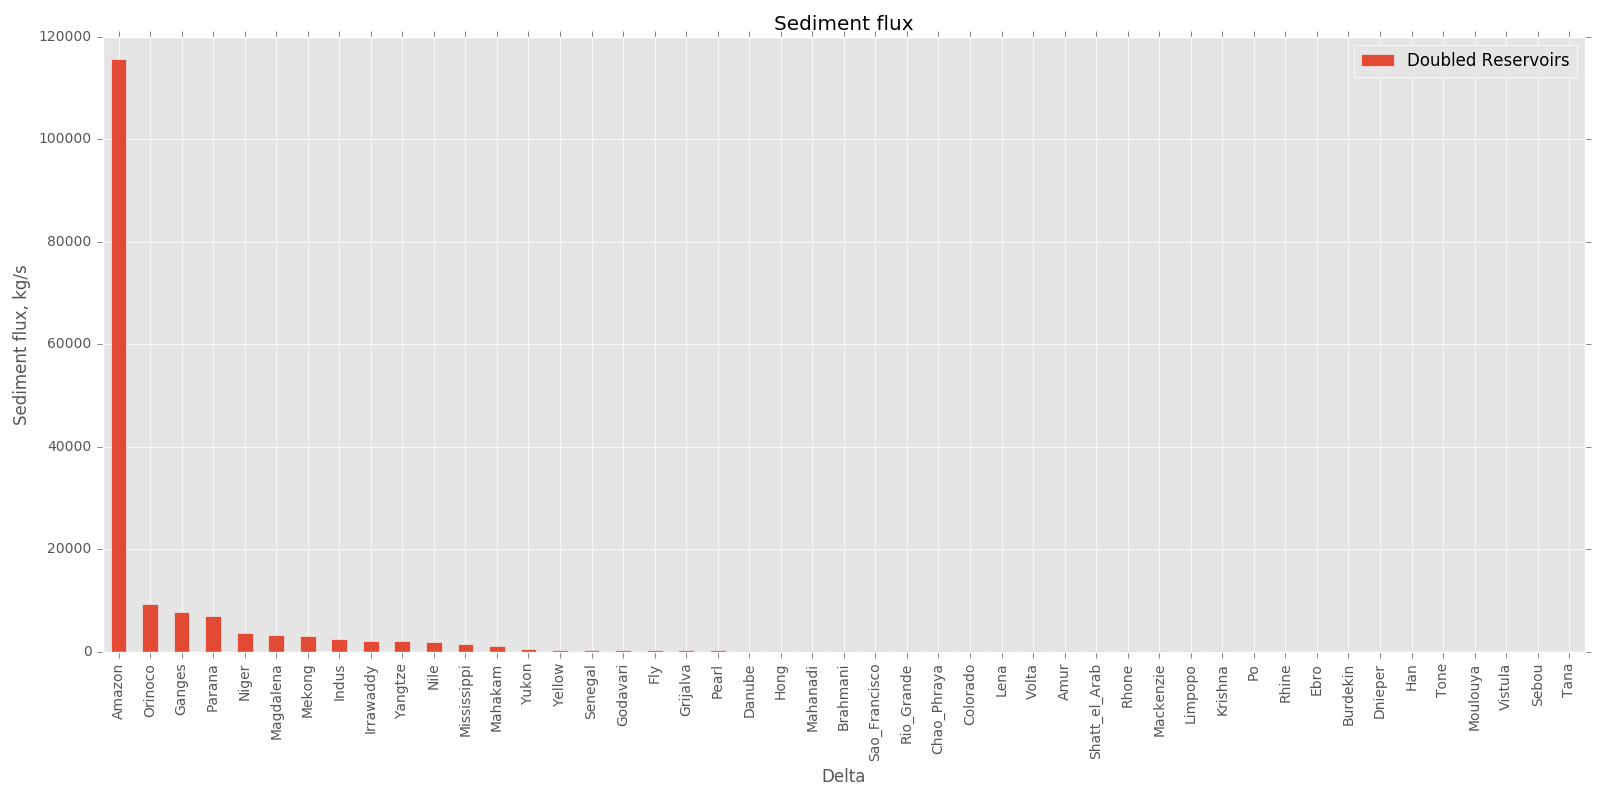 Sediment flux
Doubled Reservoirs
120000
100000
80000
60000
40000
20000
0
Sediment flux, kg/s
Amazon
Orinoco
Ganges
Parana
Niger
Magdalena
Mekong
Indus
Irrawaddy
Yangtze
Nile
Mississippi
Mahakam
Yukon
Yellow
Senegal
Godavari
Fly
Grijalva
Pearl
Danube
Hong
Mahanadi
Brahmani
Sao_Francisco
Rio_Grande
Chao_Phraya
Colorado
Lena
Volta
Amur
Shatt_el_Arab
Rhone
Mackenzie
Limpopo
Krishna
Po
Rhine
Ebro
Burdekin
Dnieper
Han
Tone
Moulouya
Vistula
Sebou
Tana
Delta